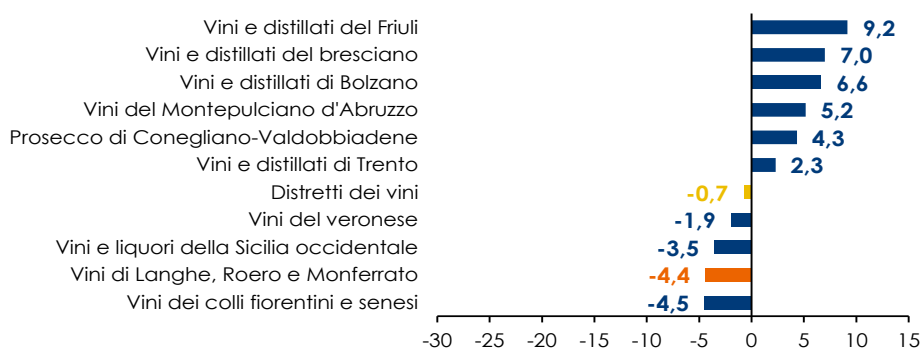 Vini e distillati del Friuli 9,2
Vini e distillati del bresciano 7,0
Vini e distillati di Bolzano 6,6
Vini del Montepulciano d'Abruzzo 5,2
Prosecco di Conegliano-Valdobbiadene 4,3
Vini e distillati di Trento 2,3
Distretti dei vini -0,7
Vini del veronese -1,9
Vini e liquori della Sicilia occidentale -3,5
Vini di Langhe, Roero e Monferrato -4,4
Vini dei colli fiorentini e senesi -4,5
-30 -25 -20 -15 -10 -5 0 5 10 15